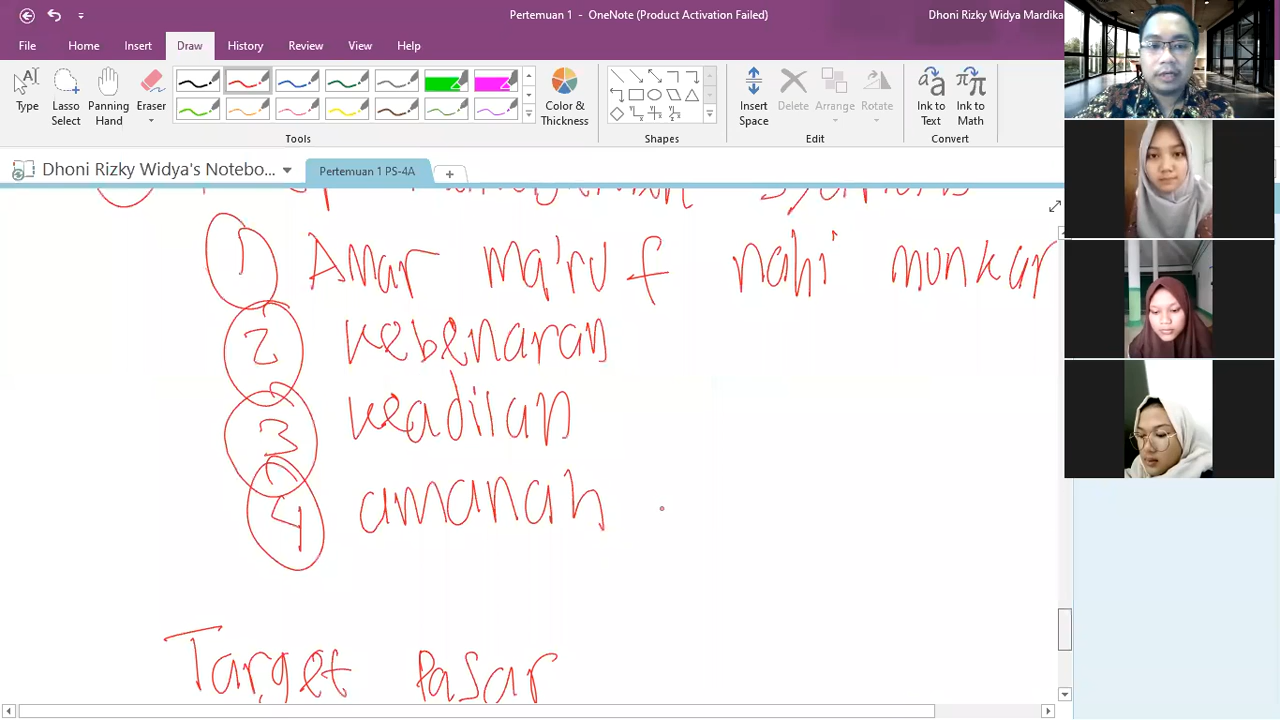 Pertemuan 1 - OneNote (Product Activation Failed)
Dhoni Rizky Widya Mardika
File Home Insert Draw History Review View Help
Type
Lasso Select
Panning Hand
Eraser
Color & Thickness
Insert Space
Delete
Arrange
Rotate
Ink to Text
Ink to Math
Tools
Shapes
Edit
Convert
Dhoni Rizky Widya's Notebo...
Pertemuan 1 PS-4A
1 Amar ma'ruf nahi munkar
2 kebenaran
3 keadilan
4 amanah
Target Pasar